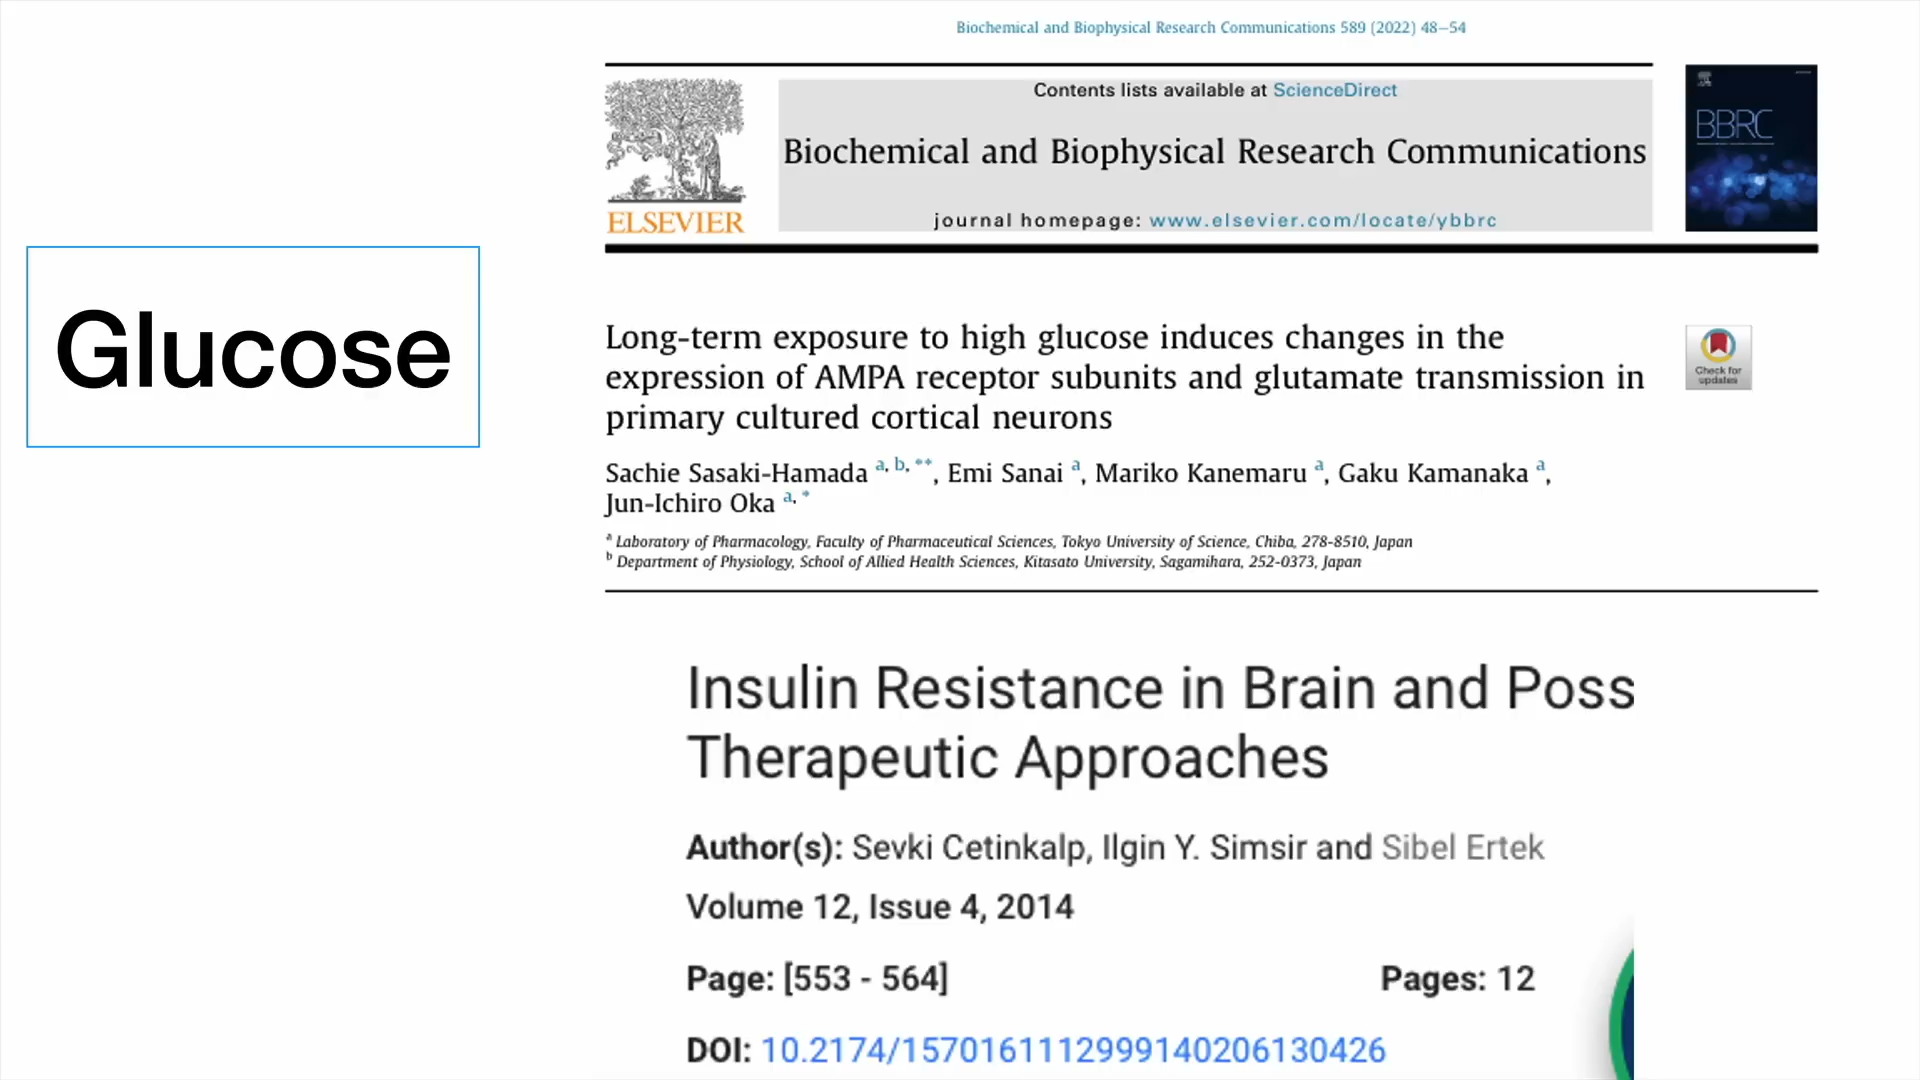 Biochemical and Biophysical Research Communications 589 (2022) 48–54
Contents lists available at ScienceDirect
Biochemical and Biophysical Research Communications
journal homepage: www.elsevier.com/locate/ybbrc
ELSEVIER
BBRC
Glucose
Long-term exposure to high glucose induces changes in the
expression of AMPA receptor subunits and glutamate transmission in
primary cultured cortical neurons
Check for
updates
Sachie Sasaki-Hamada a, b, **, Emi Sanai a, Mariko Kanemaru a, Gaku Kamanaka a,
Jun-Ichiro Oka a, *
a Laboratory of Pharmacology, Faculty of Pharmaceutical Sciences, Tokyo University of Science, Chiba, 278-8510, Japan
b Department of Physiology, School of Allied Health Sciences, Kitasato University, Sagamihara, 252-0373, Japan
Insulin Resistance in Brain and Poss
Therapeutic Approaches
Author(s): Sevki Cetinkalp, Ilgin Y. Simsir and Sibel Ertek
Volume 12, Issue 4, 2014
Page: [553 - 564]
Pages: 12
DOI: 10.2174/1570161112999140206130426